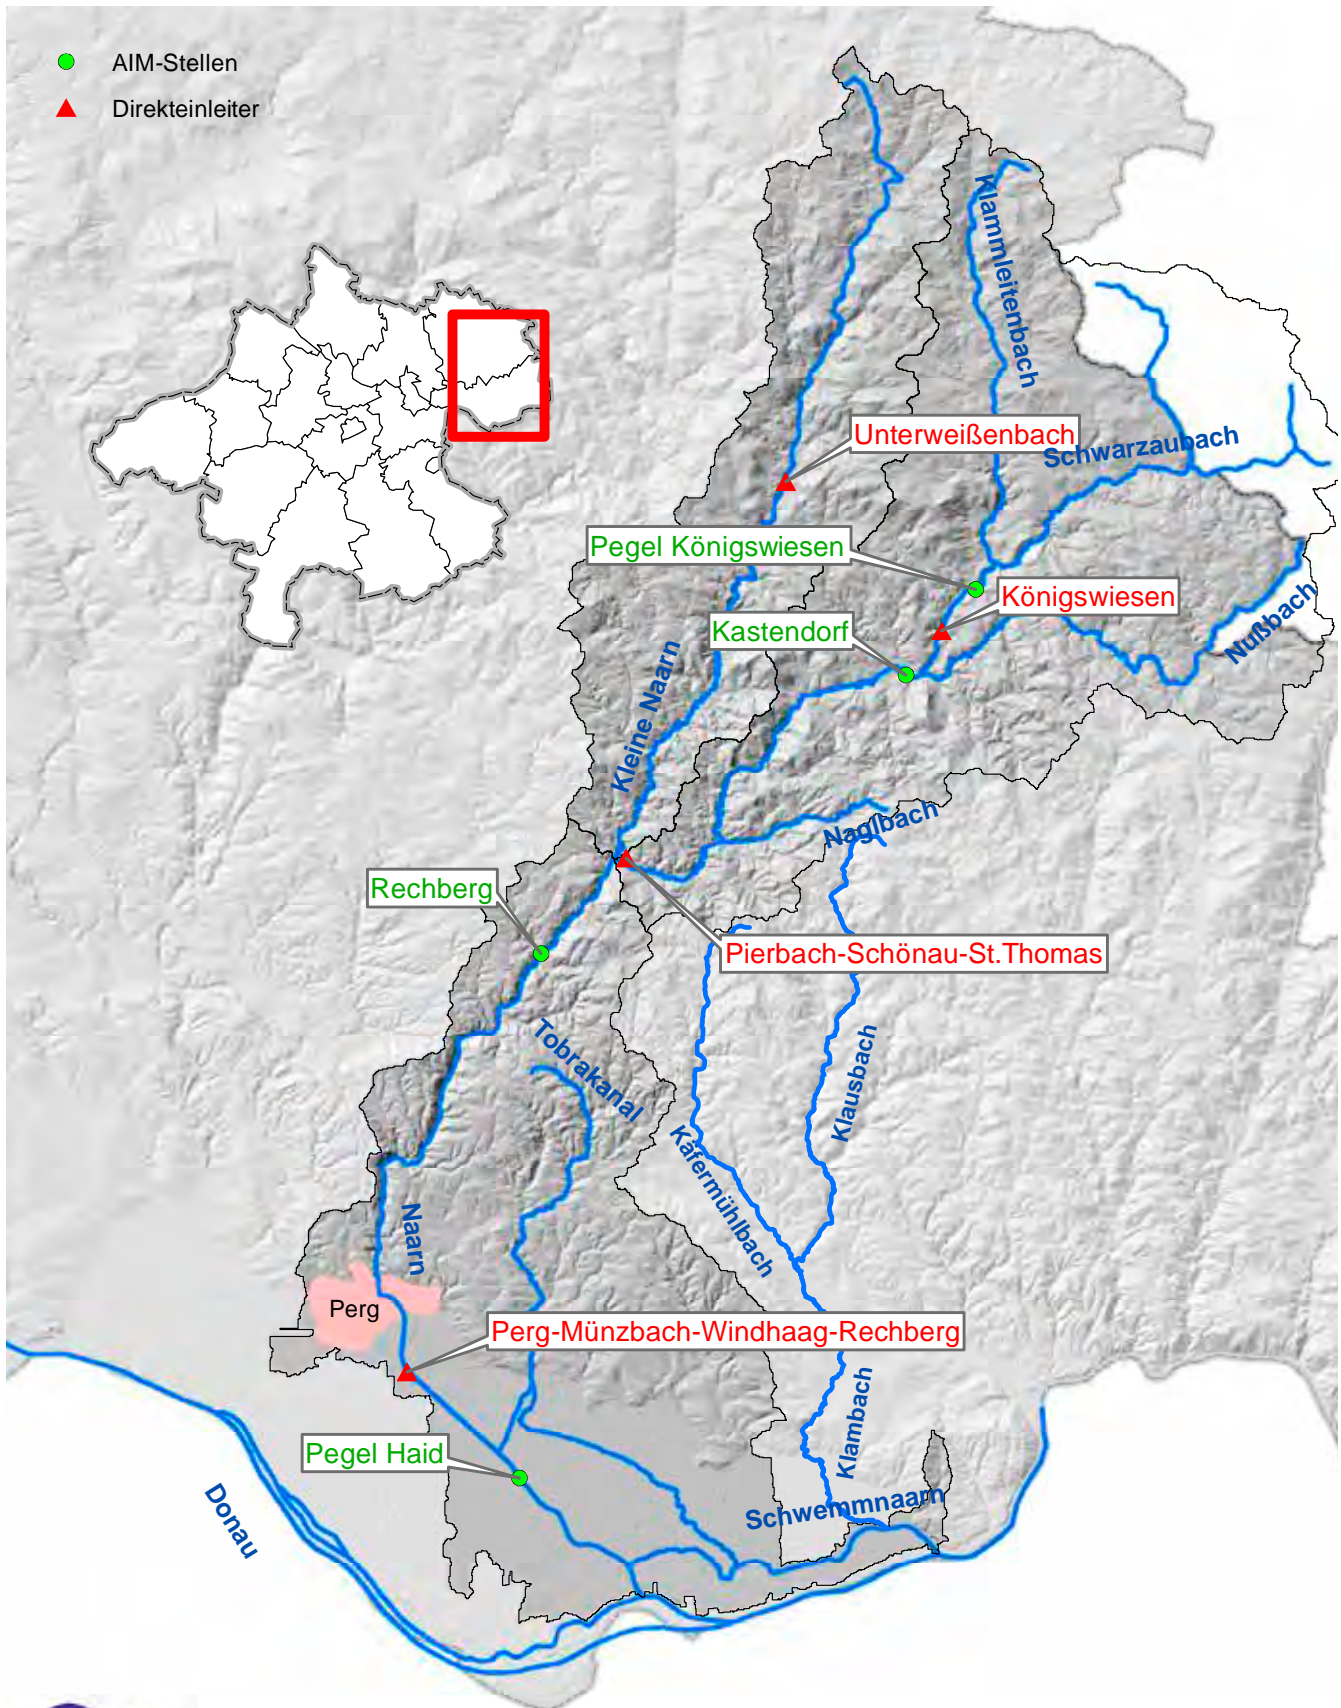 AIM-Stellen
Direkteinleiter
Klammleitenbach
Unterweißenbach
Schwarzaubach
Pegel Königswiesen
Königswiesen
Kastendorf
Nußbach
Kleine Naarn
Naglbach
Rechberg
Pierbach-Schönau-St.Thomas
Tobrakanal
Klausbach
Käfermühlbach
Naarn
Perg
Perg-Münzbach-Windhaag-Rechberg
Klambach
Pegel Haid
Schwemmnaarn
Donau